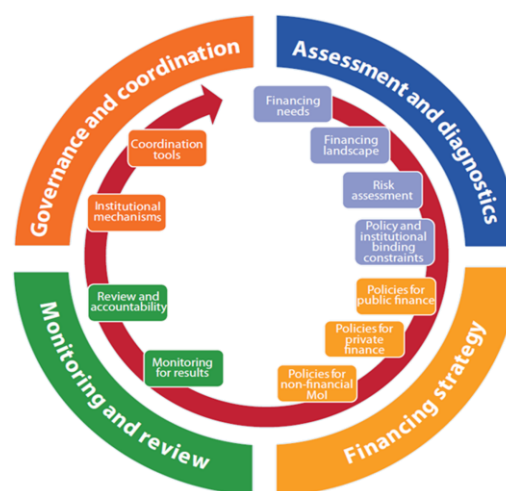 Assessment and diagnostics
Financing
needs
Financing
landscape
Risk
assessment
Policy and
institutional
binding
constraints
Financing strategy
Policies for
public finance
Policies for
private
finance
Policies for
non-financial
MoI
Monitoring and review
Monitoring
for results
Review and
accountability
Governance and coordination
Institutional
mechanisms
Coordination
tools